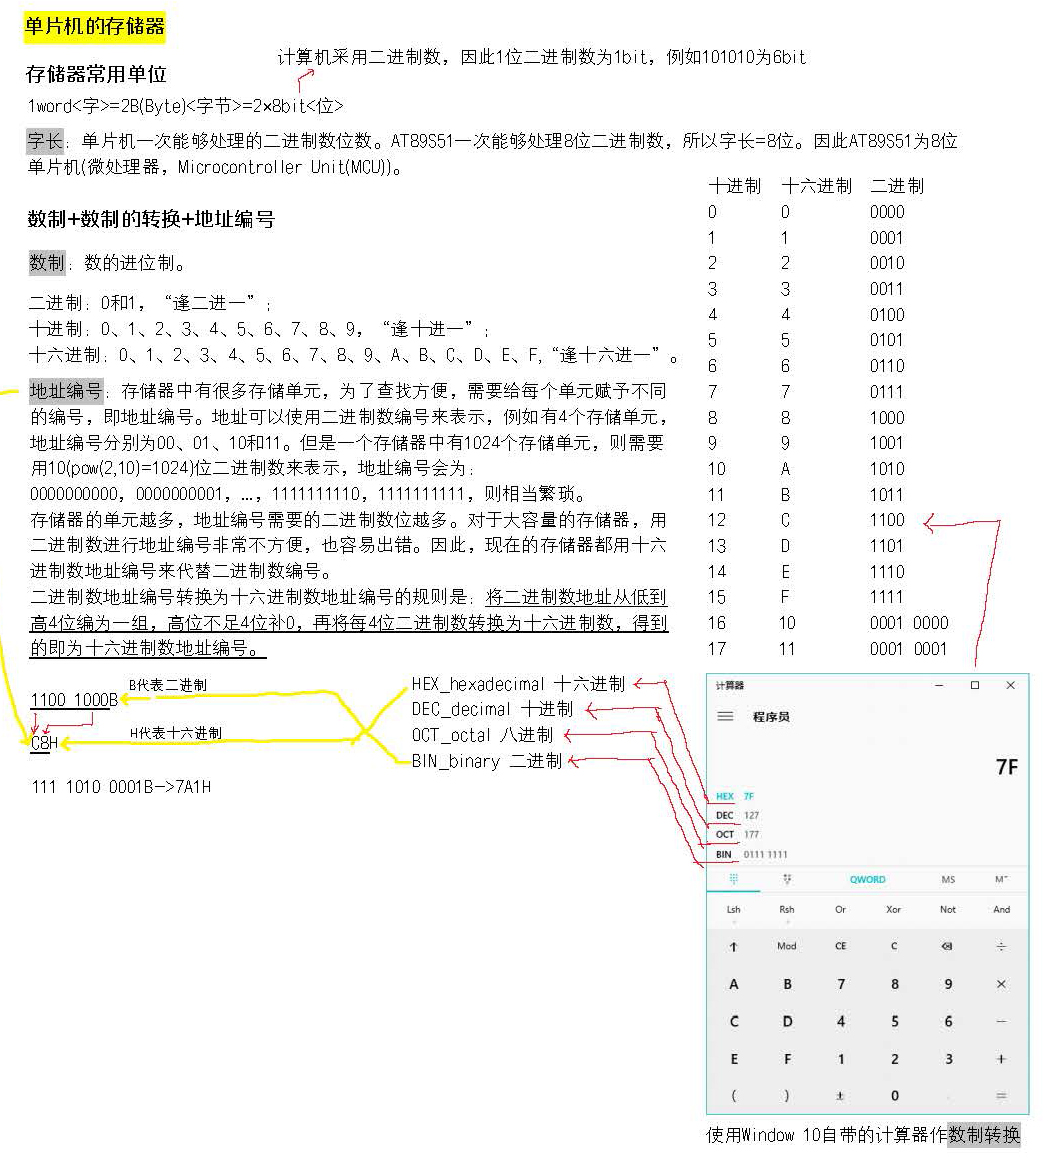 单片机的存储器
计算机采用二进制数，因此1位二进制数为1bit，例如101010为6bit
存储器常用单位
1word<字>=2B(Byte)<字节>=2×8bit<位>
字长：单片机一次能够处理的二进制数位数。AT89S51一次能够处理8位二进制数，所以字长=8位。因此AT89S51为8位
单片机(微处理器，Microcontroller Unit(MCU))。
数制+数制的转换+地址编号
数制：数的进位制。
二进制：0和1，“逢二进一”；
十进制：0、1、2、3、4、5、6、7、8、9，“逢十进一”；
十六进制：0、1、2、3、4、5、6、7、8、9、A、B、C、D、E、F,“逢十六进一”。
地址编号：存储器中有很多存储单元，为了查找方便，需要给每个单元赋予不同
的编号，即地址编号。地址可以使用二进制数编号来表示，例如有4个存储单元，
地址编号分别为00、01、10和11。但是一个存储器中有1024个存储单元，则需要
用10(pow(2,10)=1024)位二进制数来表示，地址编号会为：
0000000000，0000000001，…，1111111110，1111111111，则相当繁琐。
存储器的单元越多，地址编号需要的二进制数位越多。对于大容量的存储器，用
二进制数进行地址编号非常不方便，也容易出错。因此，现在的存储器都用十六
进制数地址编号来代替二进制数编号。
二进制数地址编号转换为十六进制数地址编号的规则是：将二进制数地址从低到
高4位编为一组，高位不足4位补0，再将每4位二进制数转换为十六进制数，得到
的即为十六进制数地址编号。
十进制 十六进制 二进制
0 0 0000
1 1 0001
2 2 0010
3 3 0011
4 4 0100
5 5 0101
6 6 0110
7 7 0111
8 8 1000
9 9 1001
10 A 1010
11 B 1011
12 C 1100
13 D 1101
14 E 1110
15 F 1111
16 10 0001 0000
17 11 0001 0001
B代表二进制
1100 1000B
H代表十六进制
C8H
111 1010 0001B->7A1H
HEX_hexadecimal 十六进制
DEC_decimal 十进制
OCT_octal 八进制
BIN_binary 二进制
计算器
程序员
7F
HEX 7F
DEC 127
OCT 177
BIN 0111 1111
QWORD MS M˅
Lsh Rsh Or Xor Not And
↑ Mod CE C ⌫ ÷
A B 7 8 9 ×
C D 4 5 6 −
E F 1 2 3 +
( ) ± 0 . =
使用Window 10自带的计算器作数制转换